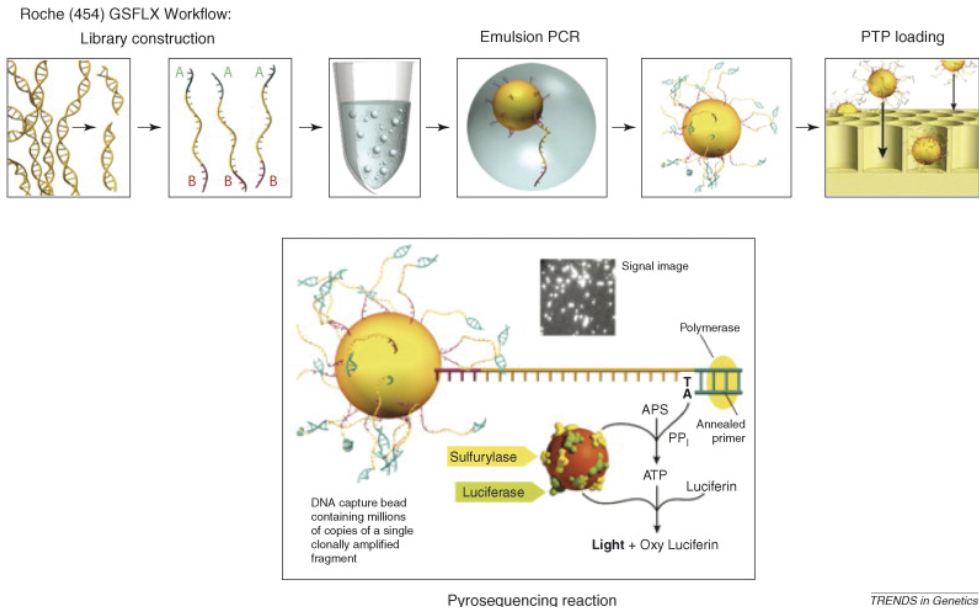 Roche (454) GSFLX Workflow:
Library construction
Emulsion PCR
PTP loading
A
A
A
B
B
B
Signal image
Polymerase
T
A
Annealed
primer
APS
PPI
Sulfurylase
ATP
Luciferase
Luciferin
DNA capture bead
containing millions
of copies of a single
clonally amplified
fragment
Light + Oxy Luciferin
Pyrosequencing reaction
TRENDS in Genetics